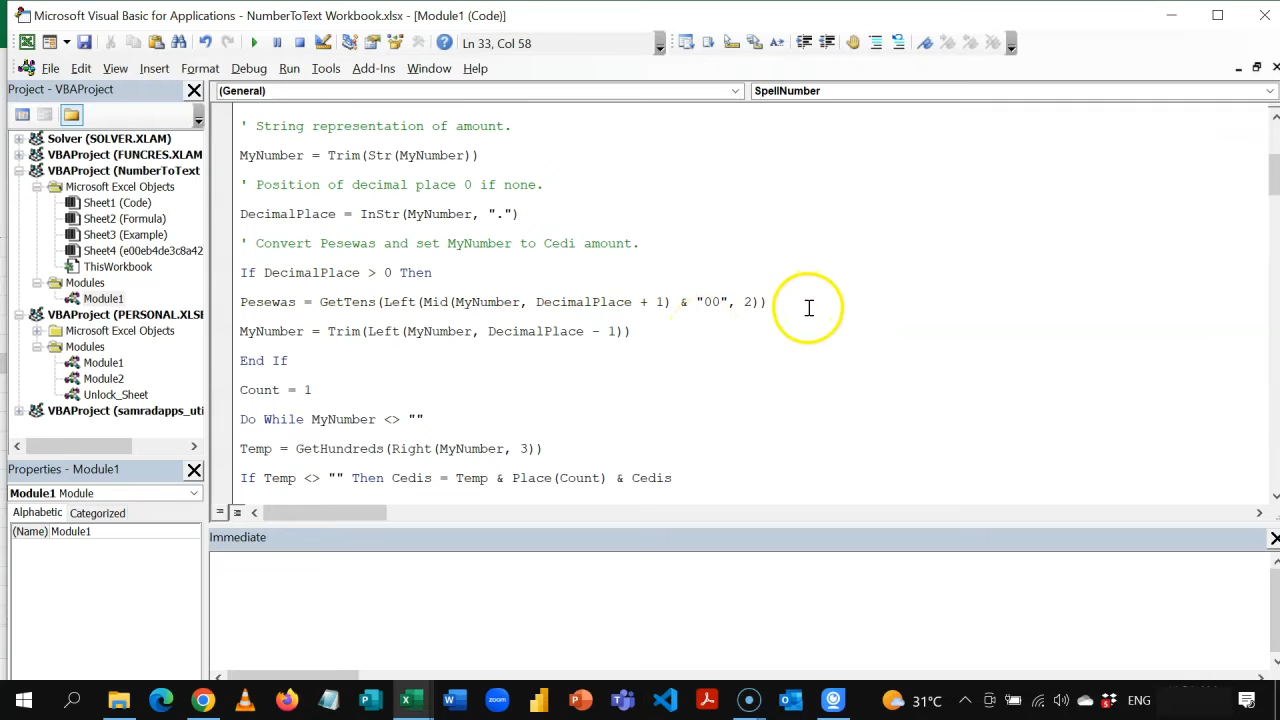 Microsoft Visual Basic for Applications - NumberToText Workbook.xlsx - [Module1 (Code)]
Ln 33, Col 58
File Edit View Insert Format Debug Run Tools Add-Ins Window Help
Project - VBAProject
(General)
SpellNumber
Solver (SOLVER.XLAM)
VBAProject (FUNCRES.XLAM
VBAProject (NumberToText
Microsoft Excel Objects
Sheet1 (Code)
Sheet2 (Formula)
Sheet3 (Example)
Sheet4 (e00eb4de3c8a42
ThisWorkbook
Modules
Module1
VBAProject (PERSONAL.XLSE
Microsoft Excel Objects
Modules
Module1
Module2
Unlock_Sheet
VBAProject (samradapps_uti
Properties - Module1
Module1 Module
Alphabetic Categorized
(Name) Module1
' String representation of amount.
MyNumber = Trim(Str(MyNumber))
' Position of decimal place 0 if none.
DecimalPlace = InStr(MyNumber, ".")
' Convert Pesewas and set MyNumber to Cedi amount.
If DecimalPlace > 0 Then
Pesewas = GetTens(Left(Mid(MyNumber, DecimalPlace + 1) & "00", 2))
MyNumber = Trim(Left(MyNumber, DecimalPlace - 1))
End If
Count = 1
Do While MyNumber <> ""
Temp = GetHundreds(Right(MyNumber, 3))
If Temp <> "" Then Cedis = Temp & Place(Count) & Cedis
Immediate
31°C
ENG